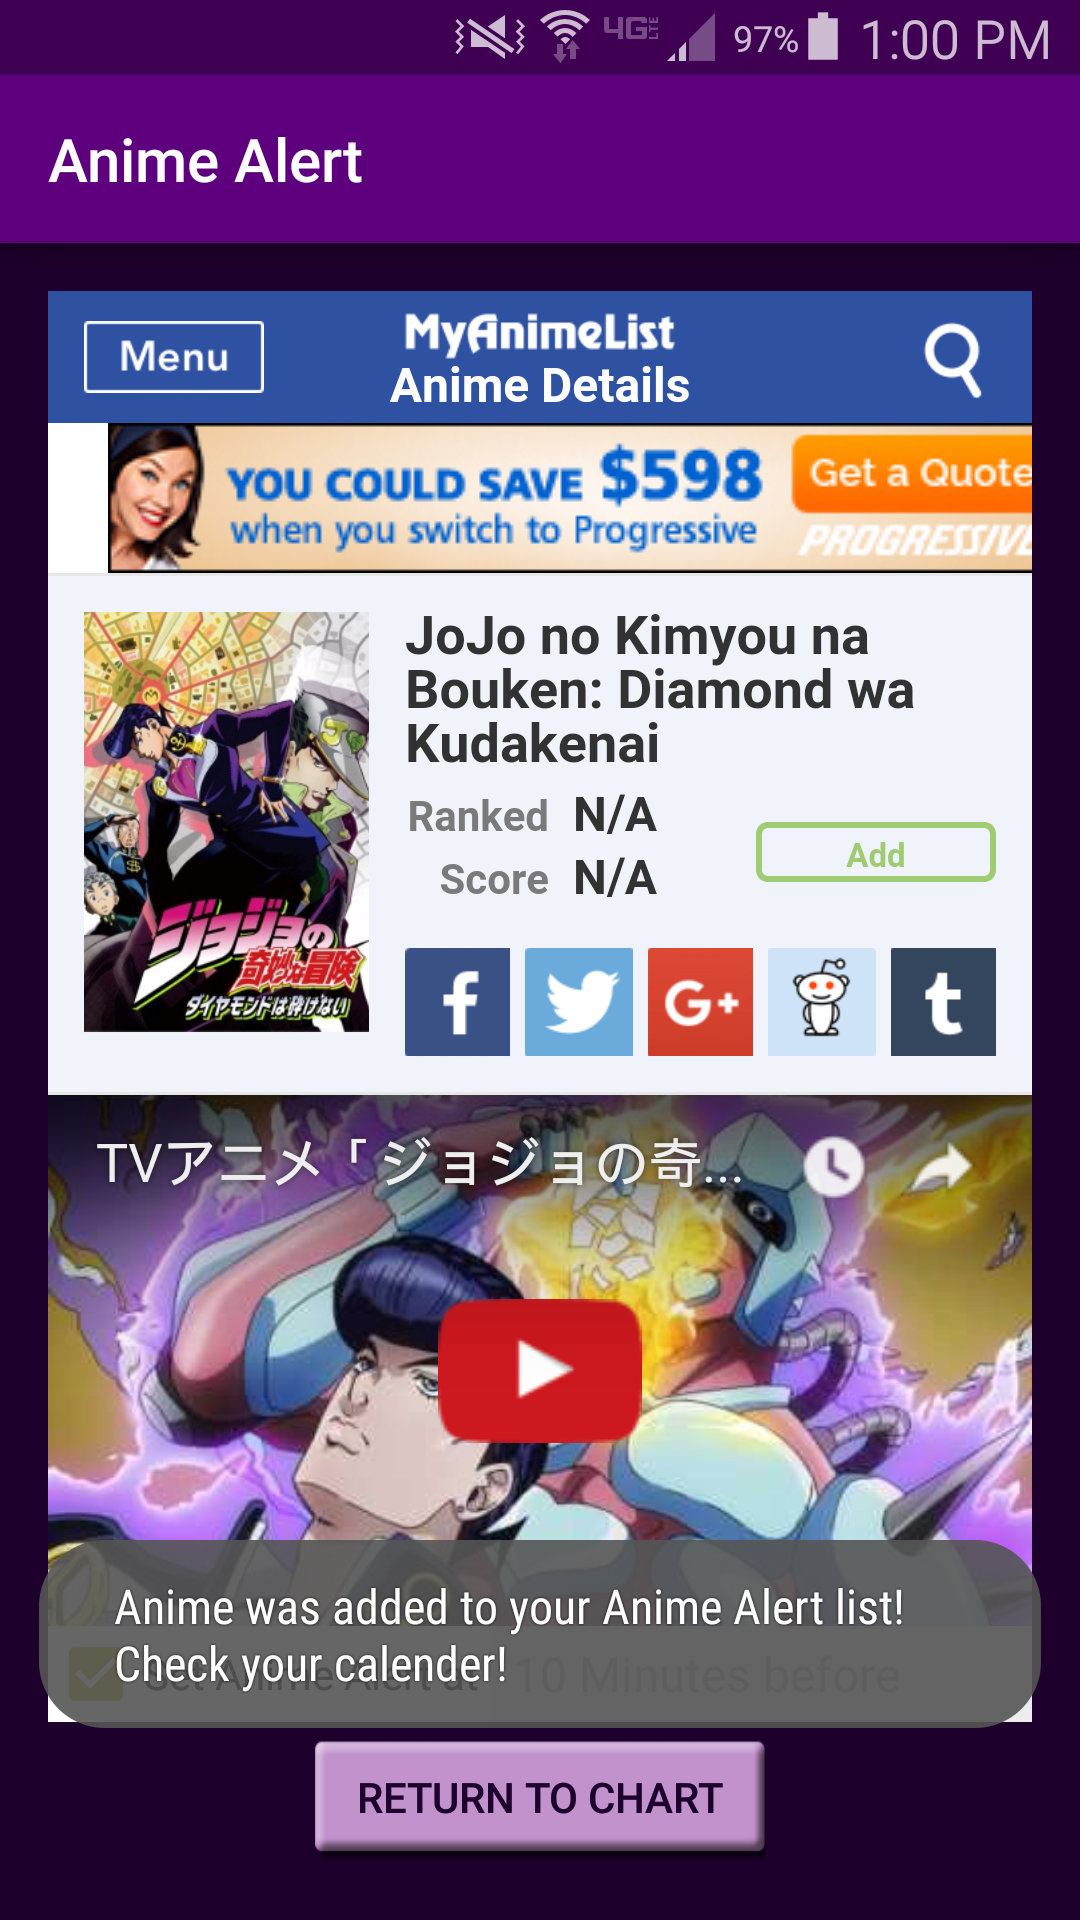 4G LTE 97% 1:00 PM
Anime Alert
Menu
MyAnimeList
Anime Details
YOU COULD SAVE $598
when you switch to Progressive
Get a Quote
PROGRESSIVE
JoJo no Kimyou na
Bouken: Diamond wa
Kudakenai
Ranked N/A
Score N/A
Add
ジョジョの
奇妙な冒険
ダイヤモンドは砕けない
f
G+
t
TVアニメ「ジョジョの奇...
Anime was added to your Anime Alert list!
Check your calender!
Set Anime Alert at 10 Minutes before
RETURN TO CHART